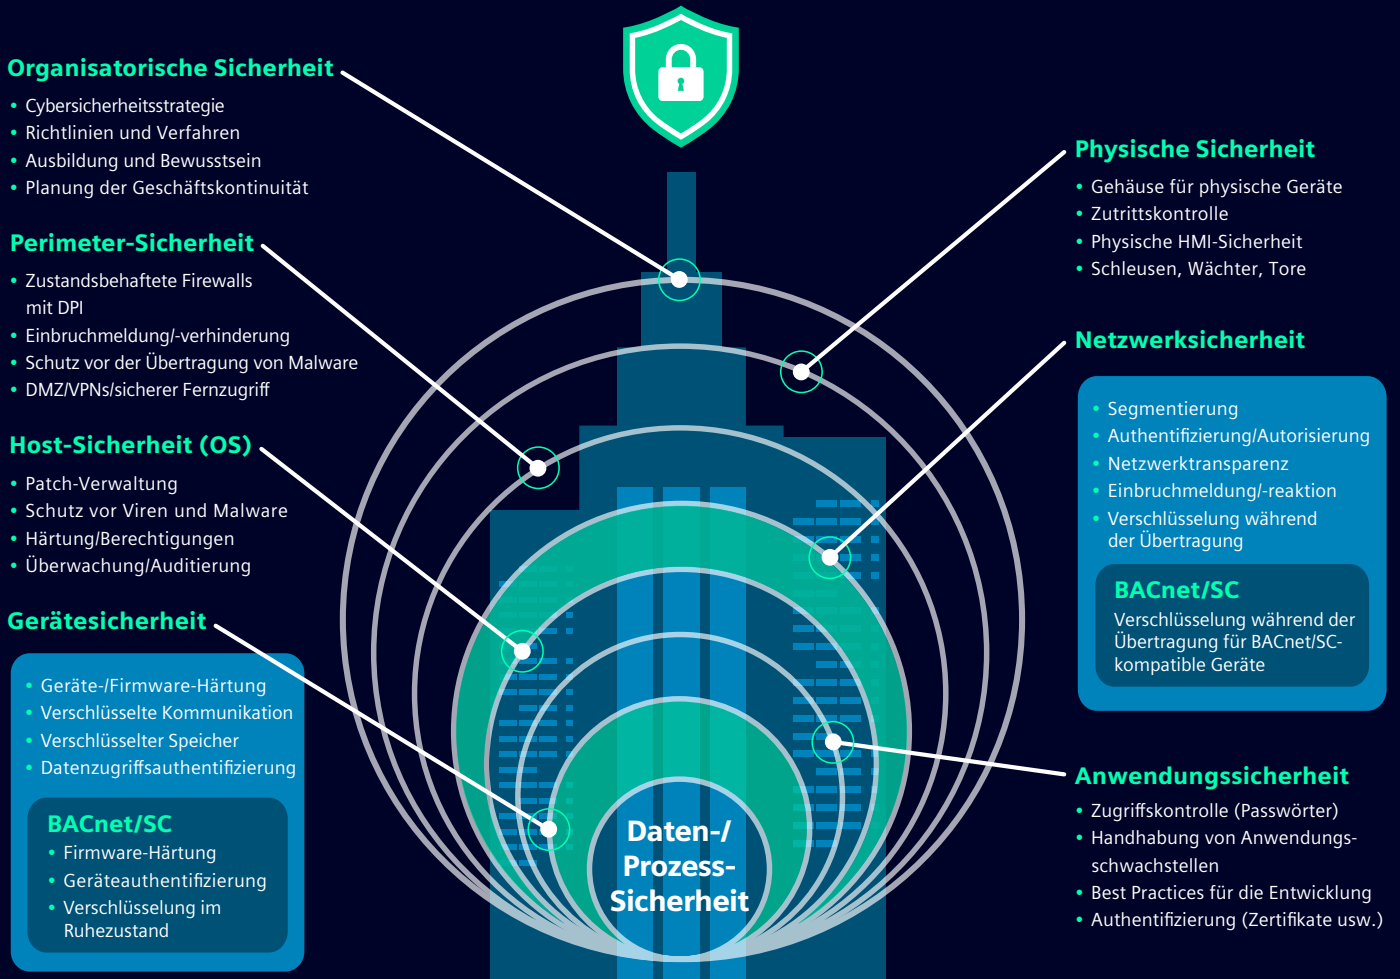 Organisatorische Sicherheit
• Cybersicherheitsstrategie
• Richtlinien und Verfahren
• Ausbildung und Bewusstsein
• Planung der Geschäftskontinuität
Perimeter-Sicherheit
• Zustandsbehaftete Firewalls
mit DPI
• Einbruchmeldung/-verhinderung
• Schutz vor der Übertragung von Malware
• DMZ/VPNs/sicherer Fernzugriff
Host-Sicherheit (OS)
• Patch-Verwaltung
• Schutz vor Viren und Malware
• Härtung/Berechtigungen
• Überwachung/Auditierung
Gerätesicherheit
• Geräte-/Firmware-Härtung
• Verschlüsselte Kommunikation
• Verschlüsselter Speicher
• Datenzugriffsauthentifizierung
BACnet/SC
• Firmware-Härtung
• Geräteauthentifizierung
• Verschlüsselung im
Ruhezustand
Daten-/
Prozess-
Sicherheit
Physische Sicherheit
• Gehäuse für physische Geräte
• Zutrittskontrolle
• Physische HMI-Sicherheit
• Schleusen, Wächter, Tore
Netzwerksicherheit
• Segmentierung
• Authentifizierung/Autorisierung
• Netzwerktransparenz
• Einbruchmeldung/-reaktion
• Verschlüsselung während
der Übertragung
BACnet/SC
Verschlüsselung während der
Übertragung für BACnet/SC-
kompatible Geräte
Anwendungssicherheit
• Zugriffskontrolle (Passwörter)
• Handhabung von Anwendungs-
schwachstellen
• Best Practices für die Entwicklung
• Authentifizierung (Zertifikate usw.)